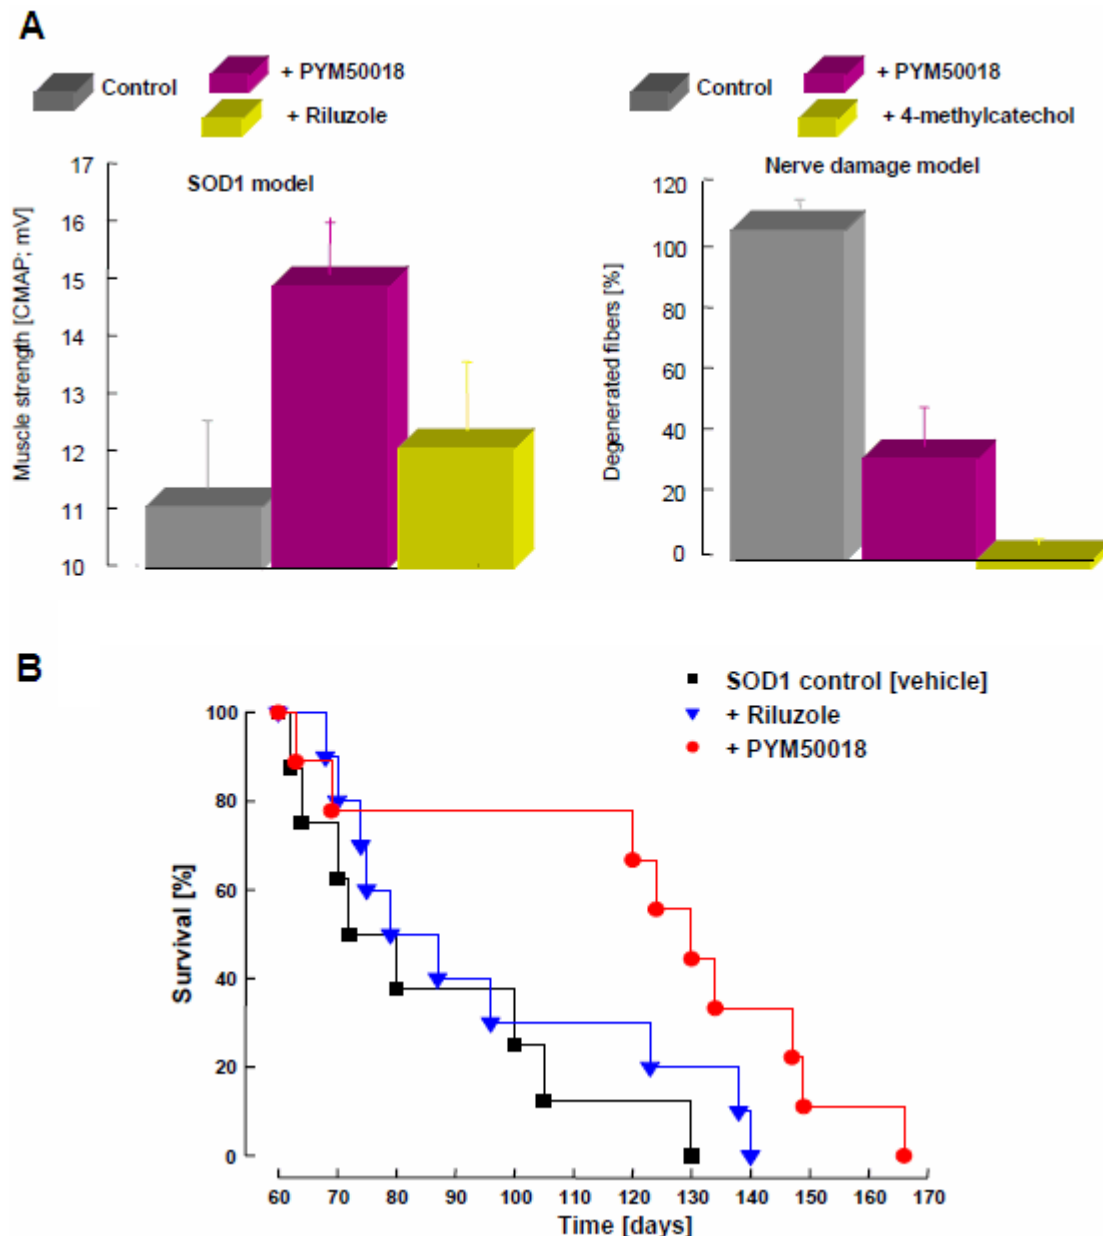 A
Control
+ PYM50018
+ Riluzole
SOD1 model
Muscle strength [CMAP; mV]
17
16
15
14
13
12
11
10
Control
+ PYM50018
+ 4-methylcatechol
Nerve damage model
Degenerated fibers [%]
120
100
80
60
40
20
0
B
SOD1 control [vehicle]
+ Riluzole
+ PYM50018
Survival [%]
100
80
60
40
20
0
60 70 80 90 100 110 120 130 140 150 160 170
Time [days]